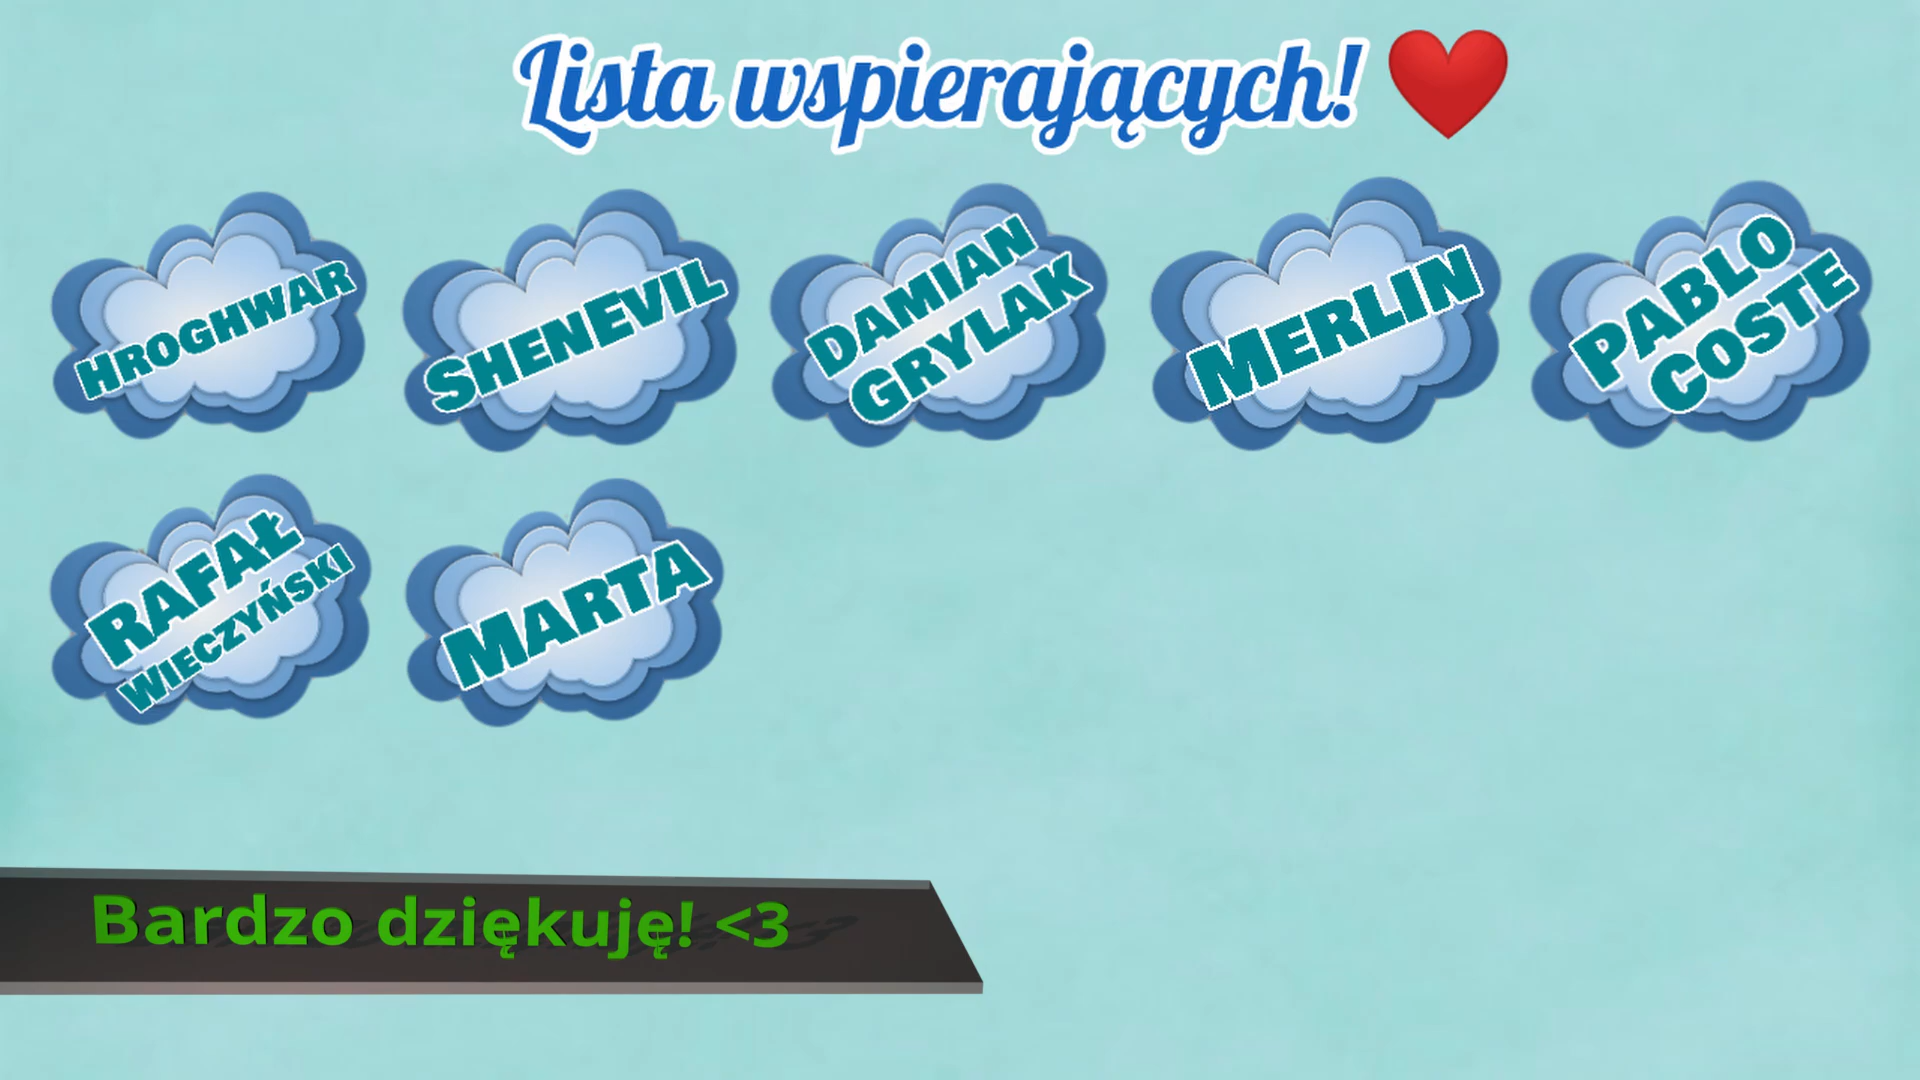 Lista wspierających! ❤️
HROGHWAR
SHENEVIL
DAMIAN
GRYLAK
MERLIN
PABLO
COSTE
RAFAŁ
WIECZYŃSKI
MARTA
Bardzo dziękuję! <3